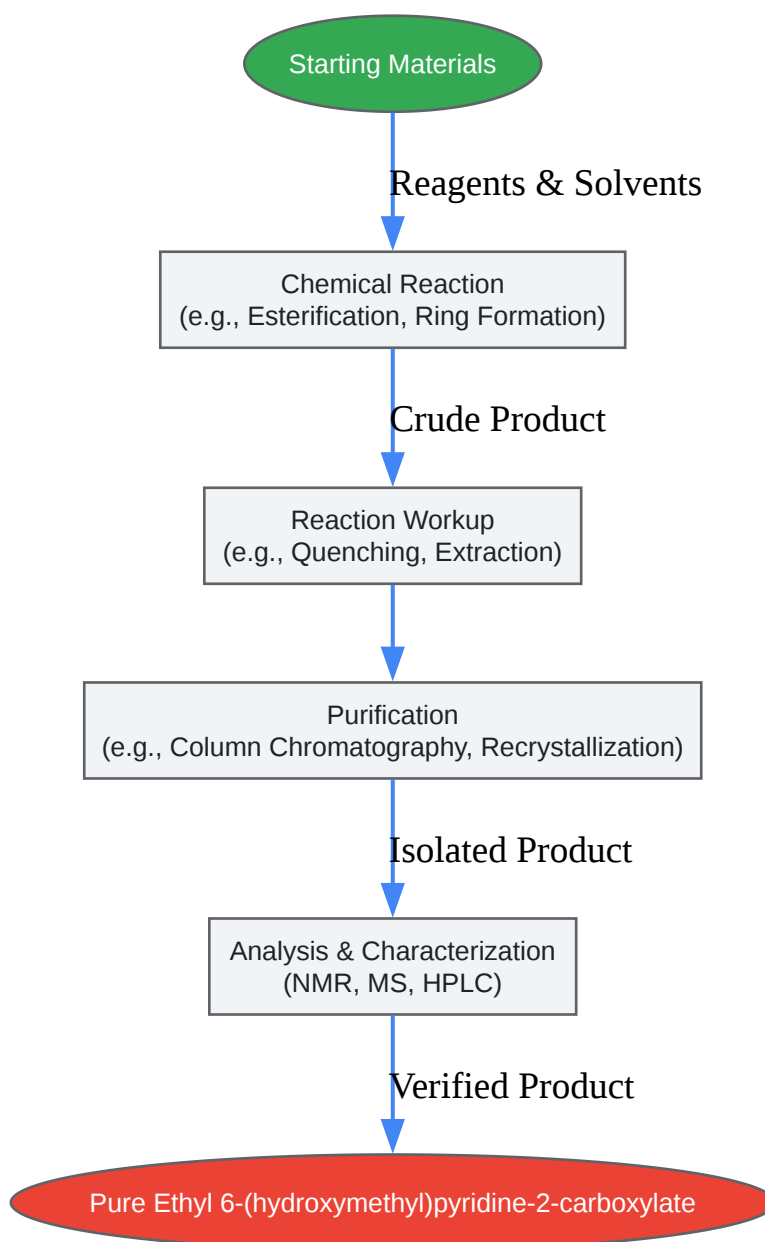 Starting Materials
Reagents & Solvents
Chemical Reaction
(e.g., Esterification, Ring Formation)
Crude Product
Reaction Workup
(e.g., Quenching, Extraction)
Purification
(e.g., Column Chromatography, Recrystallization)
Isolated Product
Analysis & Characterization
(NMR, MS, HPLC)
Verified Product
Pure Ethyl 6-(hydroxymethyl)pyridine-2-carboxylate